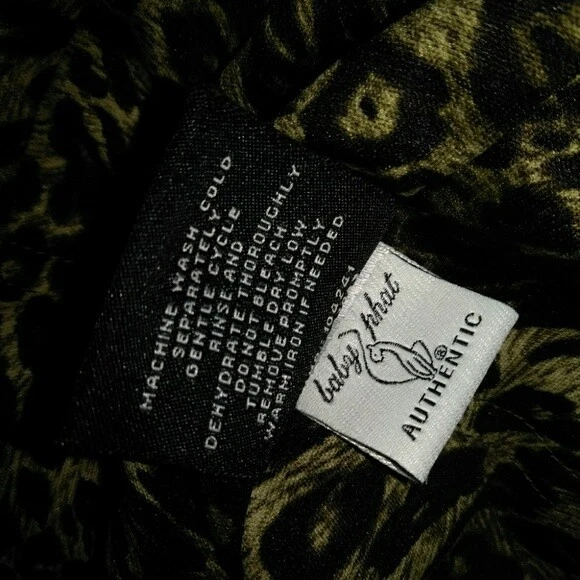 MACHINE WASH COLD
SEPARATELY
GENTLE CYCLE
RINSE AND
DEHYDRATE THOROUGHLY
DO NOT BLEACH
TUMBLE DRY LOW
REMOVE PROMPTLY
WARM IRON IF NEEDED
baby phat
®
AUTHENTIC